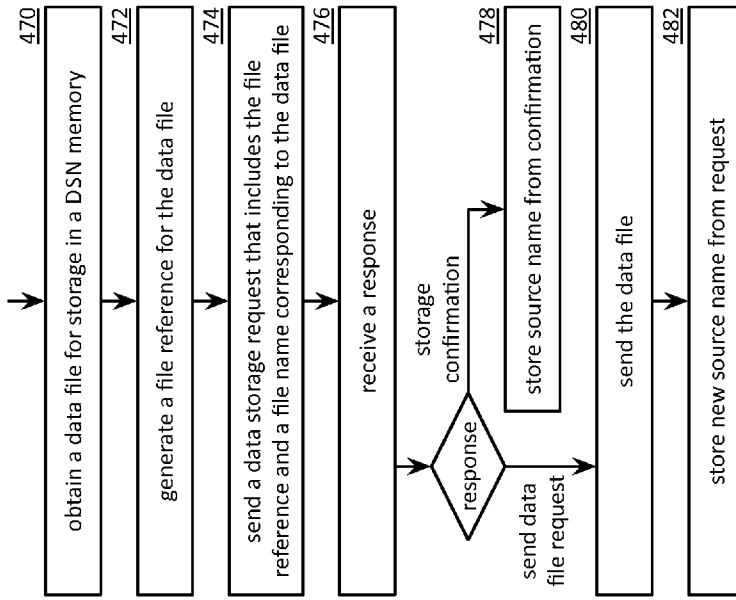 470
obtain a data file for storage in a DSN memory
472
generate a file reference for the data file
474
send a data storage request that includes the file
reference and a file name corresponding to the data file
476
receive a response
response
storage
confirmation
478
store source name from confirmation
send data
file request
480
send the data file
482
store new source name from request